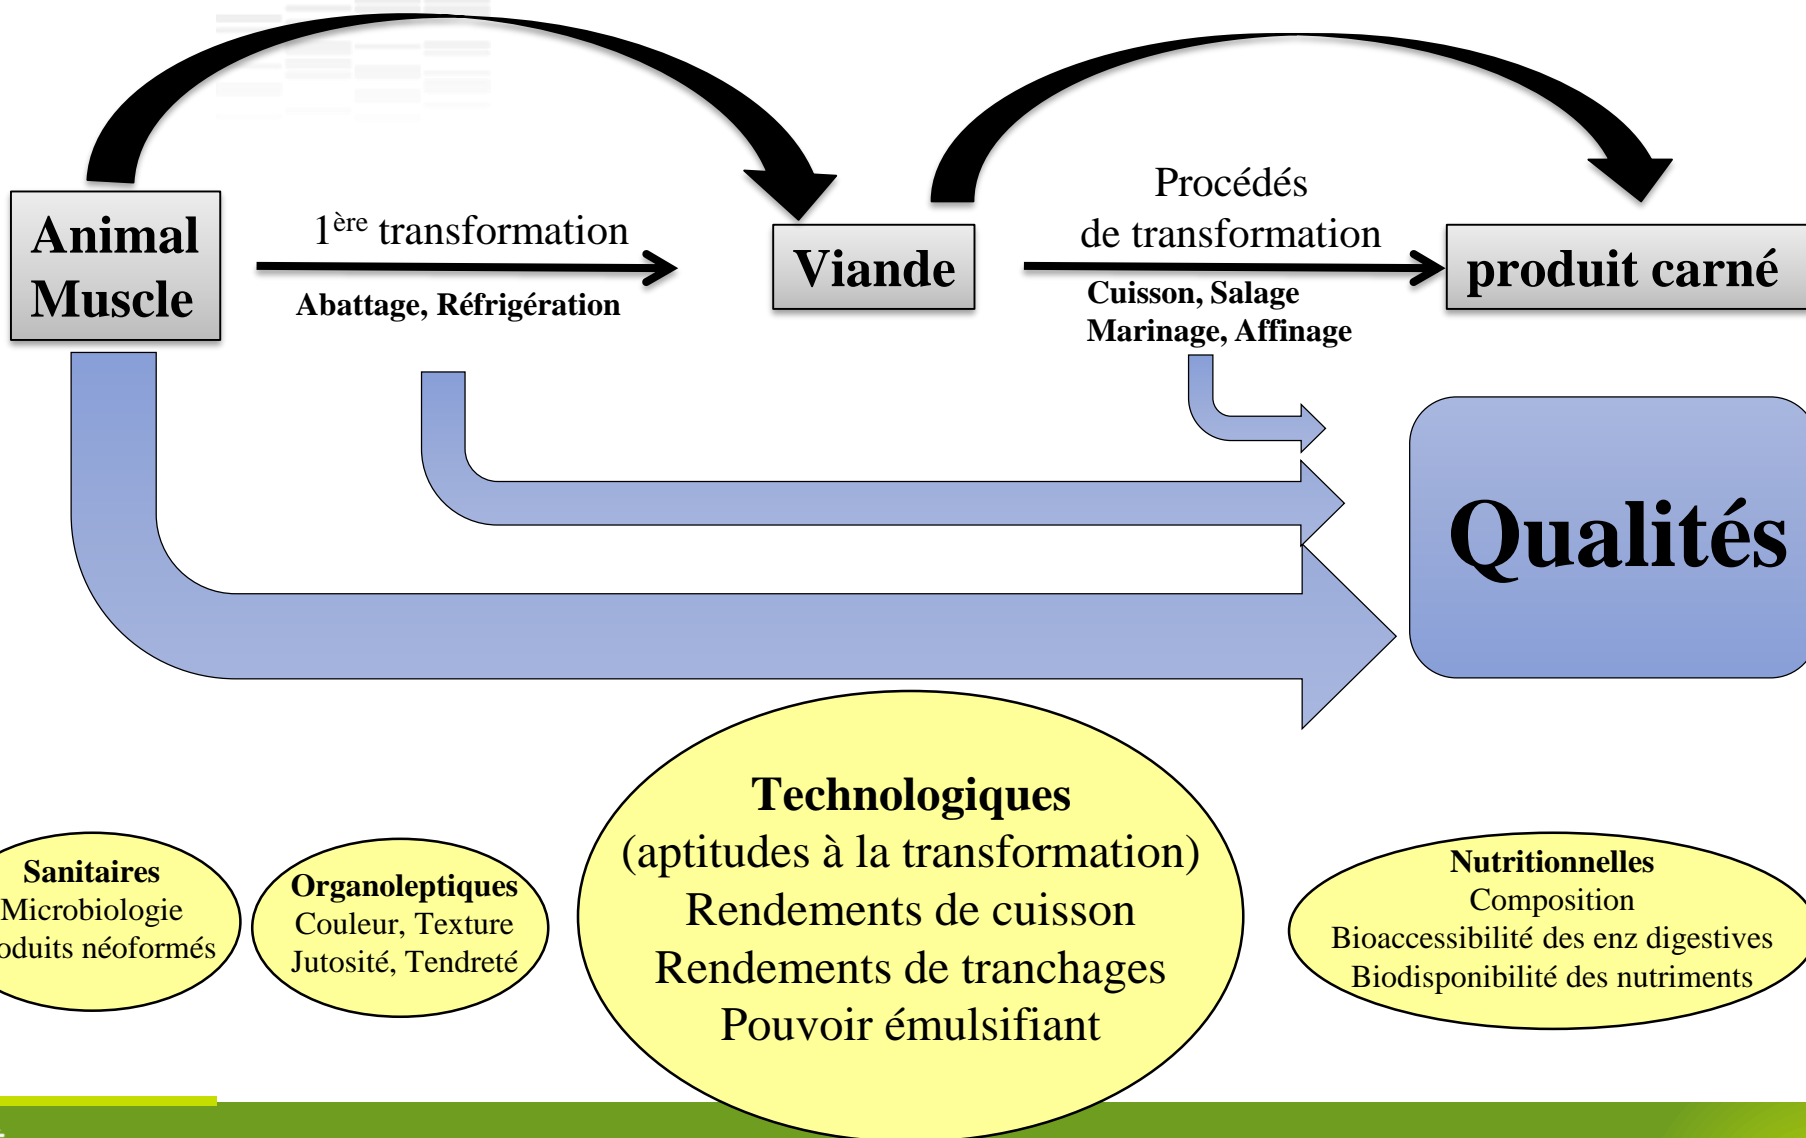 Animal
Muscle
1ère transformation
Abattage, Réfrigération
Viande
Procédés
de transformation
Cuisson, Salage
Marinage, Affinage
produit carné
Qualités
Sanitaires
Microbiologie
oduits néoformés
Organoleptiques
Couleur, Texture
Jutosité, Tendreté
Technologiques
(aptitudes à la transformation)
Rendements de cuisson
Rendements de tranchages
Pouvoir émulsifiant
Nutritionnelles
Composition
Bioaccessibilité des enz digestives
Biodisponibilité des nutriments